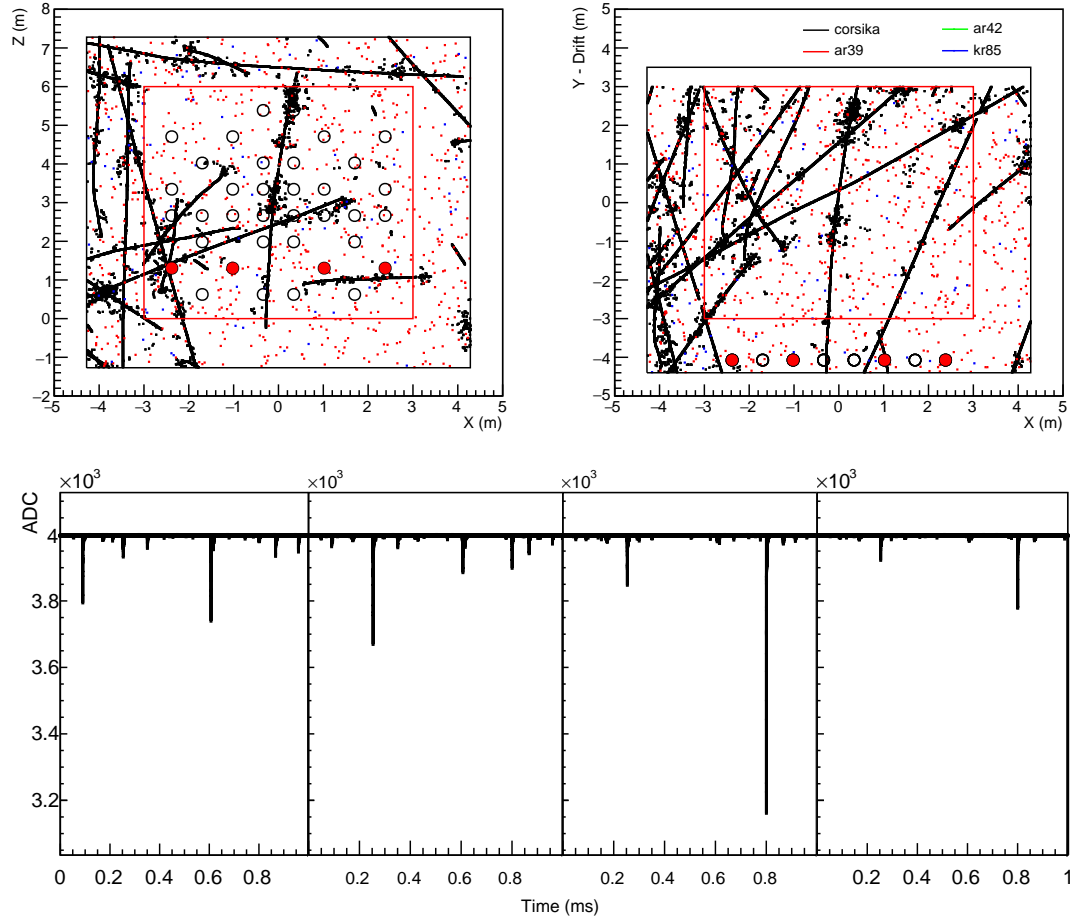 Z (m)
8
7
6
5
4
3
2
1
0
−1
−2
−5 −4 −3 −2 −1 0 1 2 3 4 5
X (m)
Y - Drift (m)
5
4
3
2
1
0
−1
−2
−3
−4
−5
−5 −4 −3 −2 −1 0 1 2 3 4 5
X (m)
corsika ar42
ar39 kr85
×10³ ×10³ ×10³ ×10³
ADC
4
3.8
3.6
3.4
3.2
0 0.2 0.4 0.6 0.8 0.2 0.4 0.6 0.8 0.2 0.4 0.6 0.8 0.2 0.4 0.6 0.8 1
Time (ms)